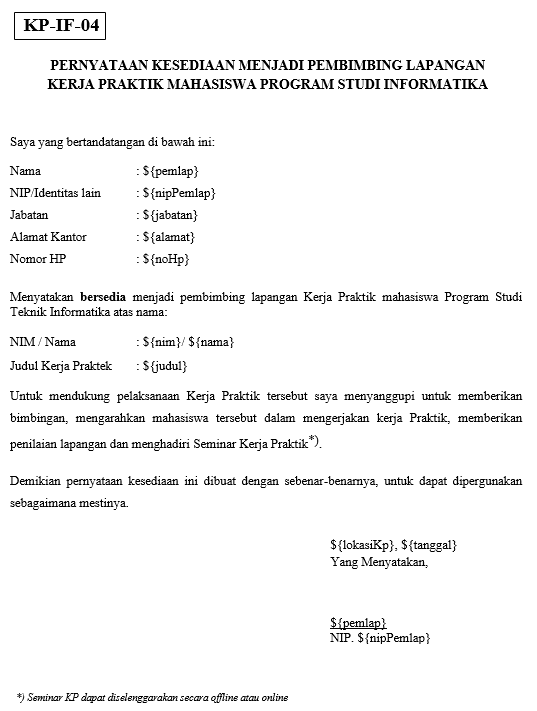 KP-IF-04
PERNYATAAN KESEDIAAN MENJADI PEMBIMBING LAPANGAN
KERJA PRAKTIK MAHASISWA PROGRAM STUDI INFORMATIKA
Saya yang bertandatangan di bawah ini:
Nama : ${pemlap}
NIP/Identitas lain : ${nipPemlap}
Jabatan : ${jabatan}
Alamat Kantor : ${alamat}
Nomor HP : ${noHp}
Menyatakan bersedia menjadi pembimbing lapangan Kerja Praktik mahasiswa Program Studi
Teknik Informatika atas nama:
NIM / Nama : ${nim}/ ${nama}
Judul Kerja Praktek : ${judul}
Untuk mendukung pelaksanaan Kerja Praktik tersebut saya menyanggupi untuk memberikan
bimbingan, mengarahkan mahasiswa tersebut dalam mengerjakan kerja Praktik, memberikan
penilaian lapangan dan menghadiri Seminar Kerja Praktik*).
Demikian pernyataan kesediaan ini dibuat dengan sebenar-benarnya, untuk dapat dipergunakan
sebagaimana mestinya.
${lokasiKp}, ${tanggal}
Yang Menyatakan,
${pemlap}
NIP. ${nipPemlap}
*) Seminar KP dapat diselenggarakan secara offline atau online